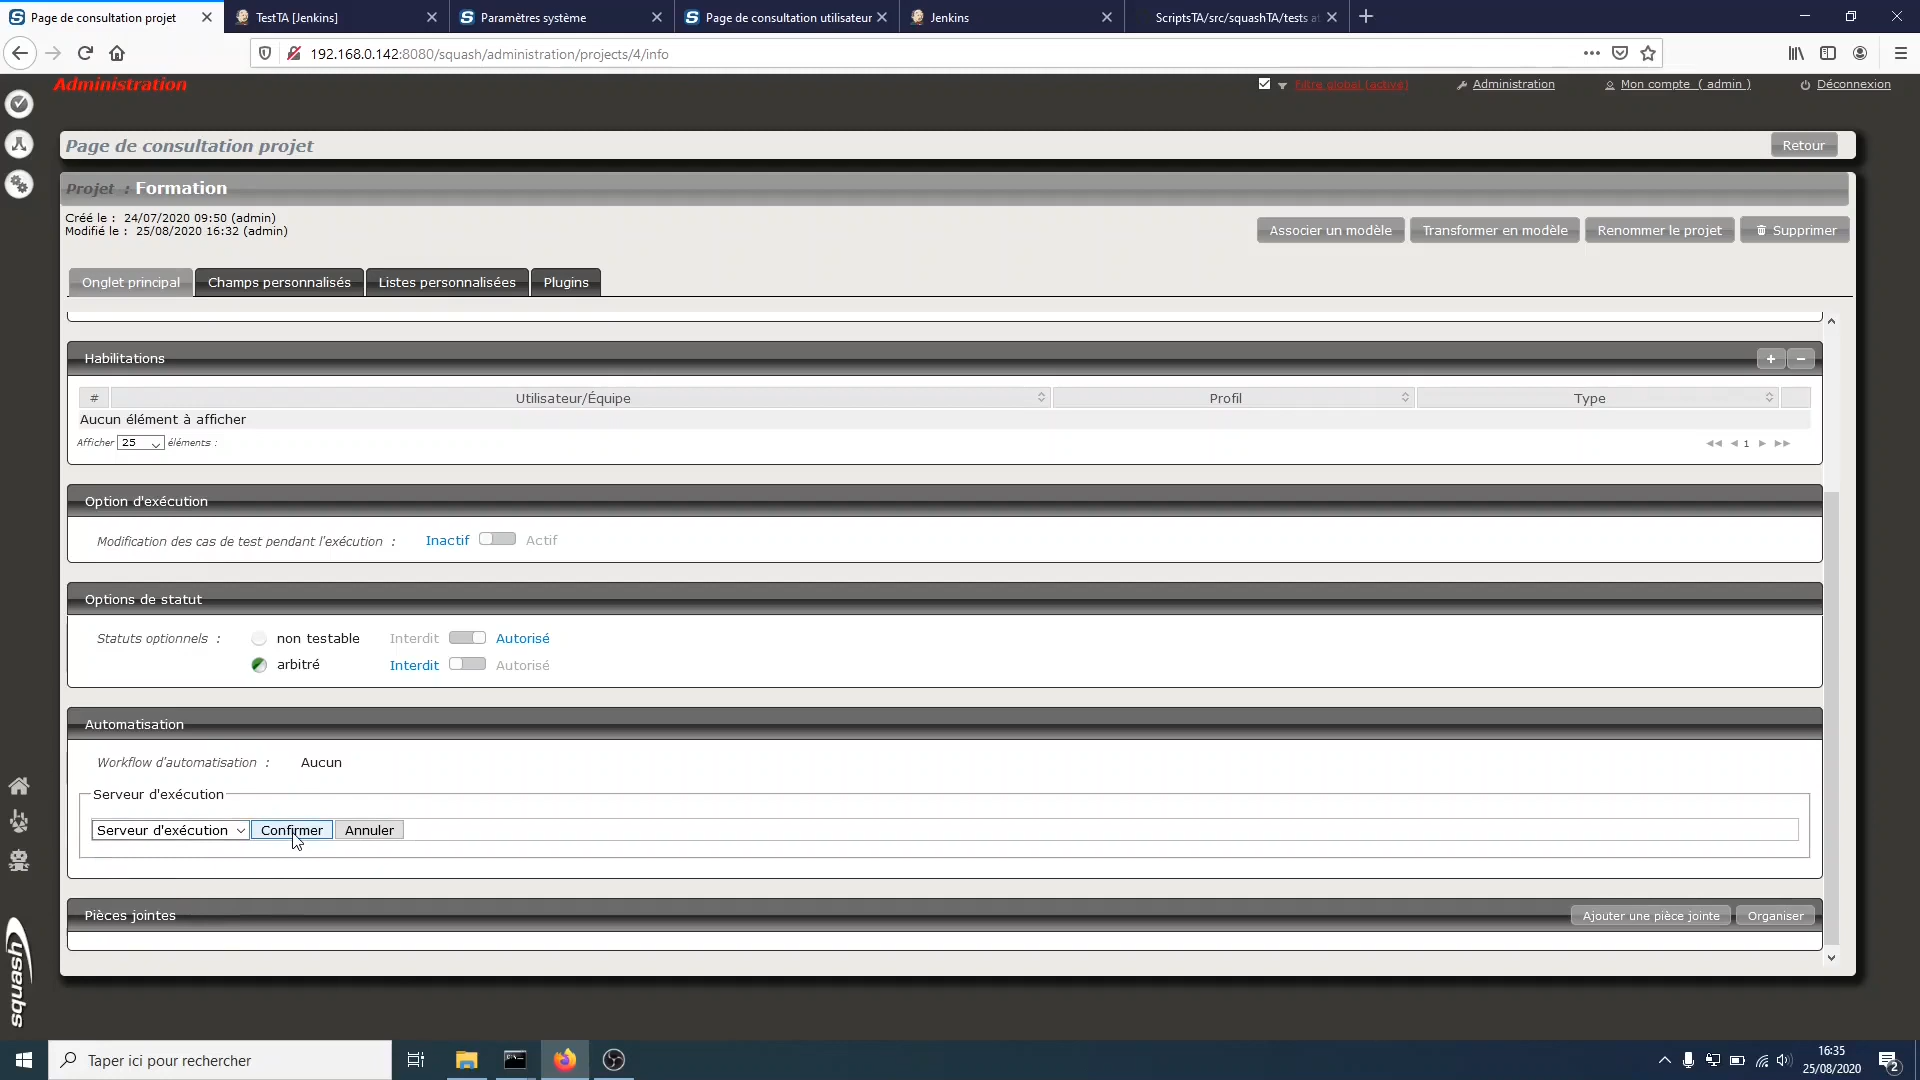 Page de consultation projet
TestTA [Jenkins]
Paramètres système
Page de consultation utilisateur
Jenkins
ScriptsTA/src/squashTA/tests at
192.168.0.142:8080/squash/administration/projects/4/info
Administration
Filtre global (activé)
Administration
Mon compte ( admin )
Déconnexion
Page de consultation projet
Retour
Projet : Formation
Créé le : 24/07/2020 09:50 (admin)
Modifié le : 25/08/2020 16:32 (admin)
Associer un modèle
Transformer en modèle
Renommer le projet
Supprimer
Onglet principal
Champs personnalisés
Listes personnalisées
Plugins
Habilitations
+ −
# Utilisateur/Équipe Profil Type
Aucun élément à afficher
Afficher 25 éléments :
1
Option d'exécution
Modification des cas de test pendant l'exécution : Inactif Actif
Options de statut
Statuts optionnels : non testable Interdit Autorisé
arbitré Interdit Autorisé
Automatisation
Workflow d'automatisation : Aucun
Serveur d'exécution
Serveur d'exécution Confirmer Annuler
Pièces jointes
Ajouter une pièce jointe
Organiser
squash
Taper ici pour rechercher
16:35
25/08/2020
2